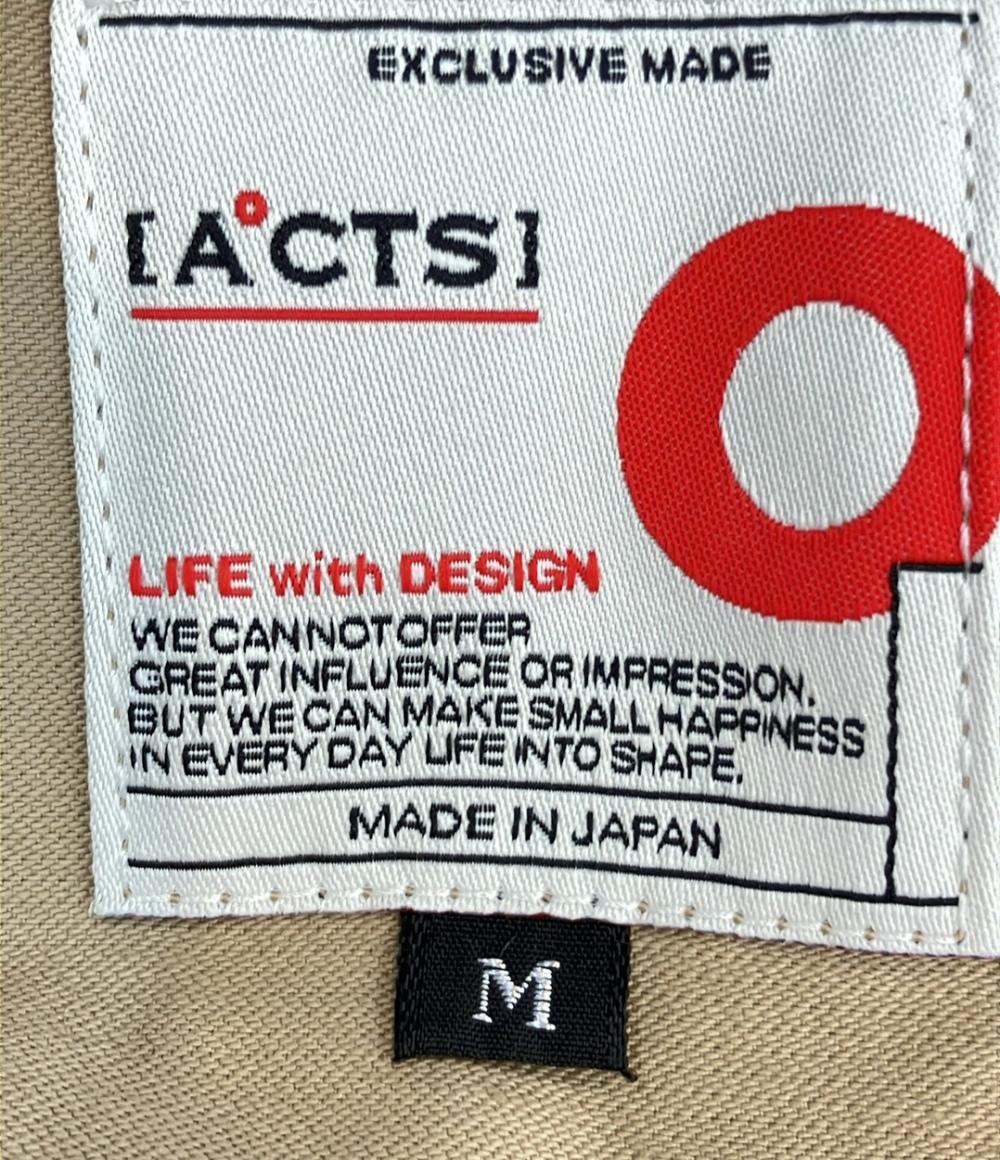 EXCLUSIVE MADE
[A°CTS]
LIFE with DESIGN
WE CANNOT OFFER
GREAT INFLUENCE OR IMPRESSION.
BUT WE CAN MAKE SMALL HAPPINESS
IN EVERY DAY LIFE INTO SHAPE.
MADE IN JAPAN
M